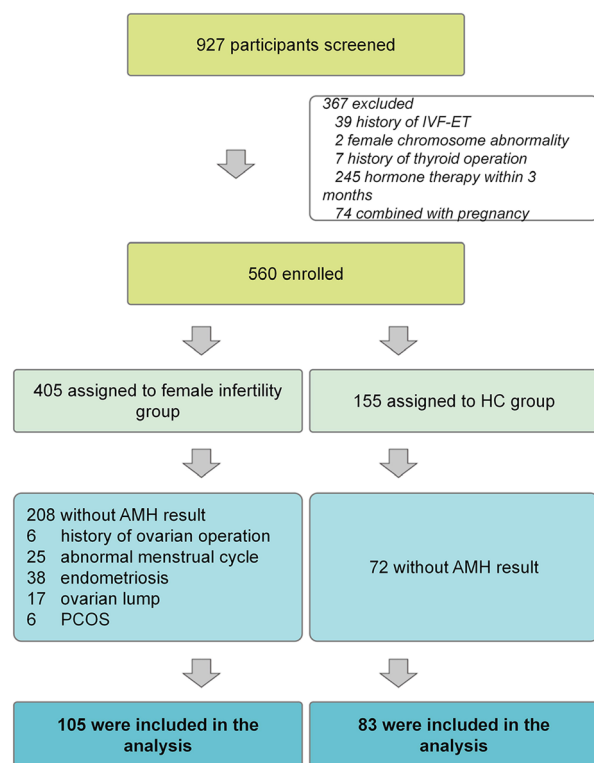 927 participants screened
367 excluded
39 history of IVF-ET
2 female chromosome abnormality
7 history of thyroid operation
245 hormone therapy within 3
months
74 combined with pregnancy
560 enrolled
405 assigned to female infertility
group
155 assigned to HC group
208 without AMH result
6 history of ovarian operation
25 abnormal menstrual cycle
38 endometriosis
17 ovarian lump
6 PCOS
72 without AMH result
105 were included in the
analysis
83 were included in the
analysis